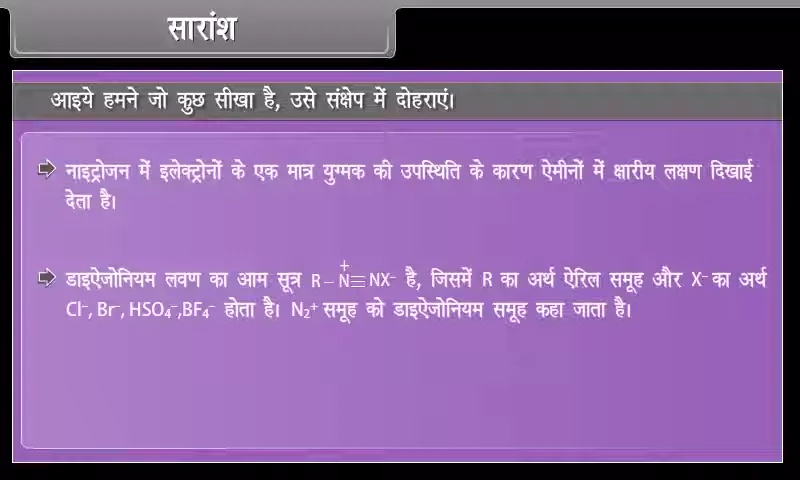 सारांश
आइये हमने जो कुछ सीखा है, उसे संक्षेप में दोहराएं।
नाइट्रोजन में इलेक्ट्रोनों के एक मात्र युग्मक की उपस्थिति के कारण ऐमीनों में क्षारीय लक्षण दिखाई
देता है।
डाइऐजोनियम लवण का आम सूत्र R – N⁺≡NX⁻ है, जिसमें R का अर्थ ऐरिल समूह और X⁻ का अर्थ
Cl⁻, Br⁻, HSO₄⁻,BF₄⁻ होता है। N₂⁺ समूह को डाइऐजोनियम समूह कहा जाता है।